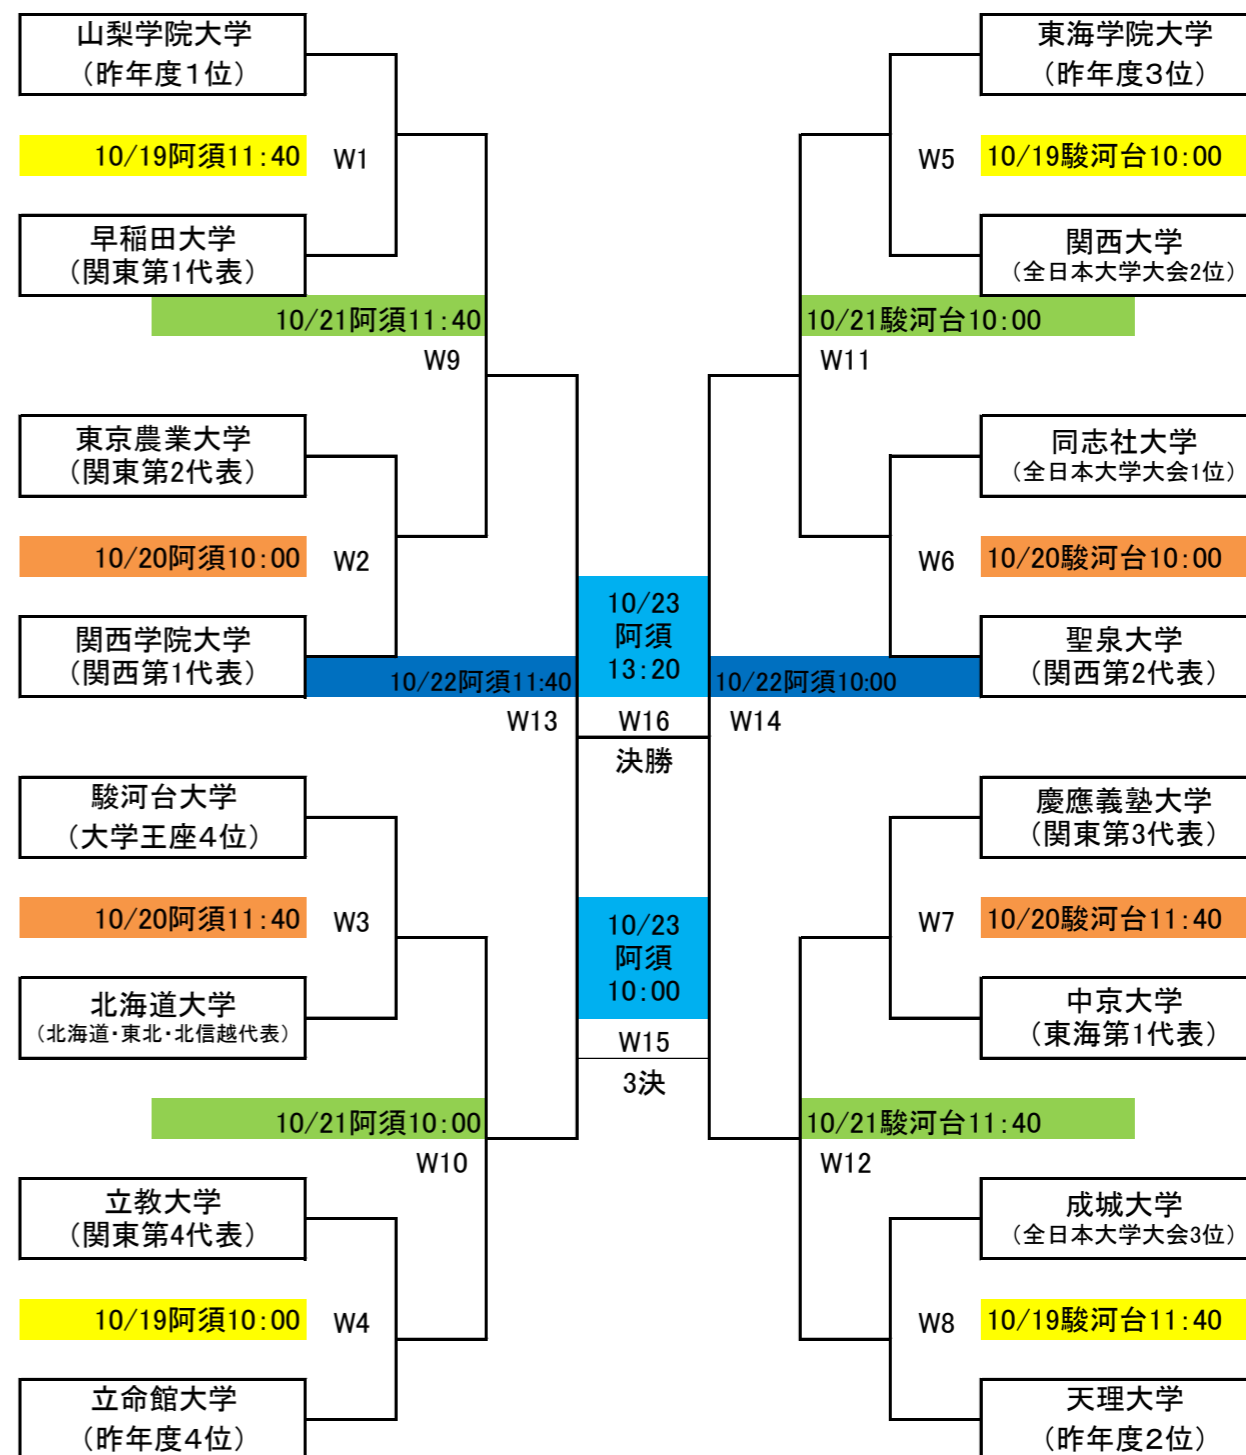 山梨学院大学
（昨年度１位）
10/19阿須11:40
W1
早稲田大学
（関東第1代表）
10/21阿須11:40
W9
東京農業大学
（関東第2代表）
10/20阿須10:00
W2
関西学院大学
（関西第1代表）
10/22阿須11:40
W13
駿河台大学
（大学王座４位）
10/20阿須11:40
W3
北海道大学
（北海道・東北・北信越代表）
10/21阿須10:00
W10
立教大学
（関東第4代表）
10/19阿須10:00
W4
立命館大学
（昨年度４位）
10/23
阿須
13:20
W16
決勝
10/23
阿須
10:00
W15
3決
東海学院大学
（昨年度３位）
W5
10/19駿河台10:00
関西大学
（全日本大学大会2位）
10/21駿河台10:00
W11
同志社大学
（全日本大学大会1位）
W6
10/20駿河台10:00
聖泉大学
（関西第2代表）
10/22阿須10:00
W14
慶應義塾大学
（関東第3代表）
W7
10/20駿河台11:40
中京大学
（東海第1代表）
10/21駿河台11:40
W12
成城大学
（全日本大学大会3位）
W8
10/19駿河台11:40
天理大学
（昨年度２位）